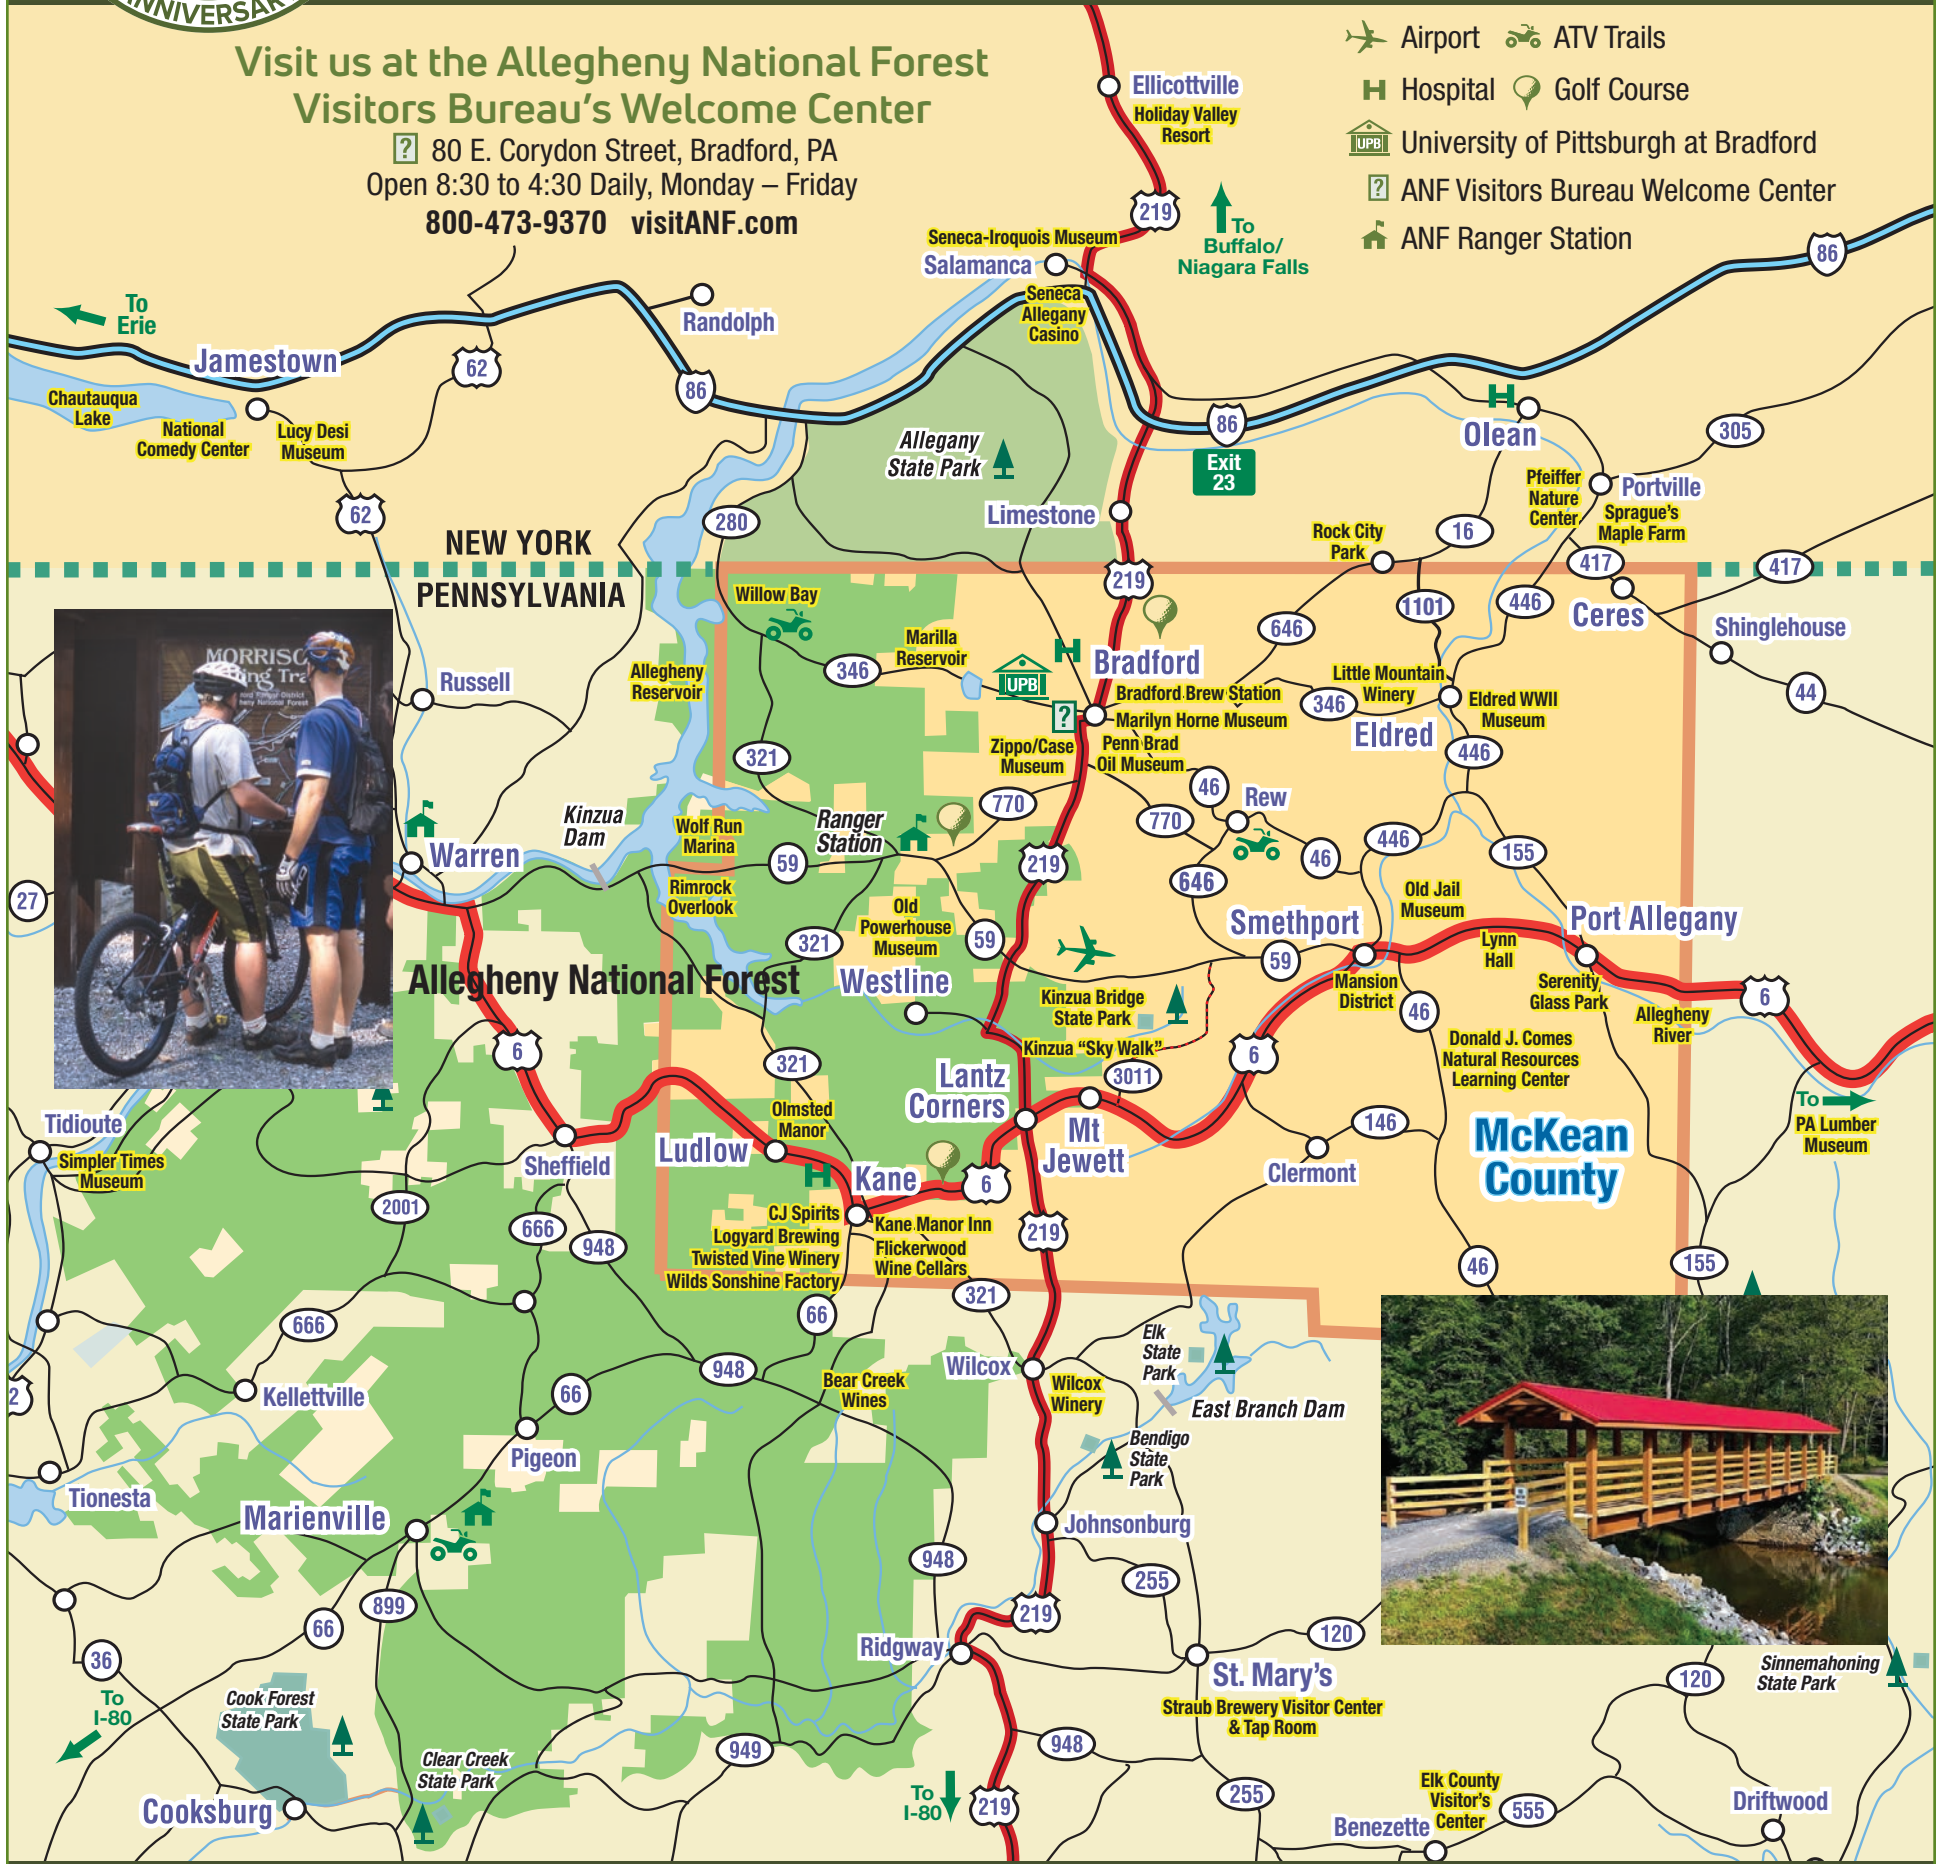 NNIVERSAR
Visit us at the Allegheny National Forest
Visitors Bureau's Welcome Center
? 80 E. Corydon Street, Bradford, PA
Open 8:30 to 4:30 Daily, Monday – Friday
800-473-9370 visitANF.com
Airport
ATV Trails
H Hospital
Golf Course
UPB University of Pittsburgh at Bradford
? ANF Visitors Bureau Welcome Center
ANF Ranger Station
Ellicottville
Holiday Valley
Resort
219
To
Buffalo/
Niagara Falls
Seneca-Iroquois Museum
Salamanca
Seneca
Allegany
Casino
86
To
Erie
Randolph
Jamestown
62
86
Chautauqua
Lake
National
Comedy Center
Lucy Desi
Museum
86
Exit
23
H
Olean
305
Allegany
State Park
Pfeiffer
Nature
Center
Portville
Sprague's
Maple Farm
62
280
Limestone
Rock City
Park
16
NEW YORK
PENNSYLVANIA
417
417
219
Willow Bay
1101
446
Ceres
646
Shinglehouse
MORRISO
Marilla
Reservoir
346
H
Bradford
UPB
Allegheny
Reservoir
Russell
Little Mountain
Winery
346
Eldred WWII
Museum
Eldred
44
Bradford Brew Station
?
Marilyn Horne Museum
Zippo/Case
Museum
Penn Brad
Oil Museum
446
321
46
Rew
770
770
Kinzua
Dam
Wolf Run
Marina
Ranger
Station
Warren
59
219
46
446
155
646
27
Rimrock
Overlook
Old
Powerhouse
Museum
Old Jail
Museum
Smethport
Port Allegany
321
59
59
Lynn
Hall
Allegheny National Forest
Westline
Kinzua Bridge
State Park
Mansion
District
Serenity
Glass Park
6
46
Allegheny
River
Kinzua "Sky Walk"
6
6
Donald J. Comes
Natural Resources
Learning Center
321
Lantz
Corners
3011
To
PA Lumber
Museum
Olmsted
Manor
Tidioute
146
McKean
County
Ludlow
Mt
Jewett
Simpler Times
Museum
Sheffield
H
Kane
6
Clermont
2001
666
948
CJ Spirits
Logyard Brewing
Twisted Vine Winery
Wilds Sonshine Factory
Kane Manor Inn
Flickerwood
Wine Cellars
219
46
155
321
66
666
Elk
State
Park
Wilcox
948
Bear Creek
Wines
Wilcox
Winery
2
Kellettville
66
East Branch Dam
Pigeon
Bendigo
State
Park
Tionesta
Marienville
Johnsonburg
948
255
899
66
219
120
Ridgway
36
St. Mary's
120
Sinnemahoning
State Park
To
I-80
Cook Forest
State Park
Straub Brewery Visitor Center
& Tap Room
949
948
Clear Creek
State Park
To
I-80
219
255
Elk County
Visitor's
Center
555
Driftwood
Cooksburg
Benezette